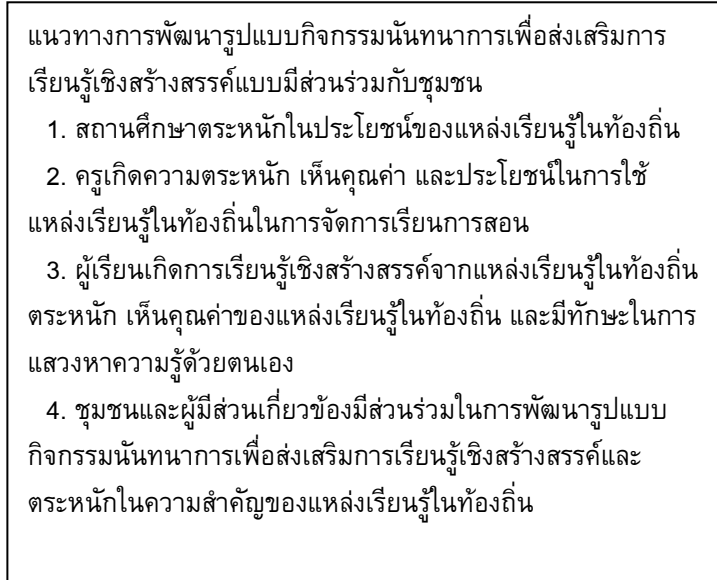 แนวทางการพัฒนารูปแบบกิจกรรมนันทนาการเพื่อส่งเสริมการ
เรียนรู้เชิงสร้างสรรค์แบบมีส่วนร่วมกับชุมชน
1. สถานศึกษาตระหนักในประโยชน์ของแหล่งเรียนรู้ในท้องถิ่น
2. ครูเกิดความตระหนัก เห็นคุณค่า และประโยชน์ในการใช้
แหล่งเรียนรู้ในท้องถิ่นในการจัดการเรียนการสอน
3. ผู้เรียนเกิดการเรียนรู้เชิงสร้างสรรค์จากแหล่งเรียนรู้ในท้องถิ่น
ตระหนัก เห็นคุณค่าของแหล่งเรียนรู้ในท้องถิ่น และมีทักษะในการ
แสวงหาความรู้ด้วยตนเอง
4. ชุมชนและผู้มีส่วนเกี่ยวข้องมีส่วนร่วมในการพัฒนารูปแบบ
กิจกรรมนันทนาการเพื่อส่งเสริมการเรียนรู้เชิงสร้างสรรค์และ
ตระหนักในความสำคัญของแหล่งเรียนรู้ในท้องถิ่น